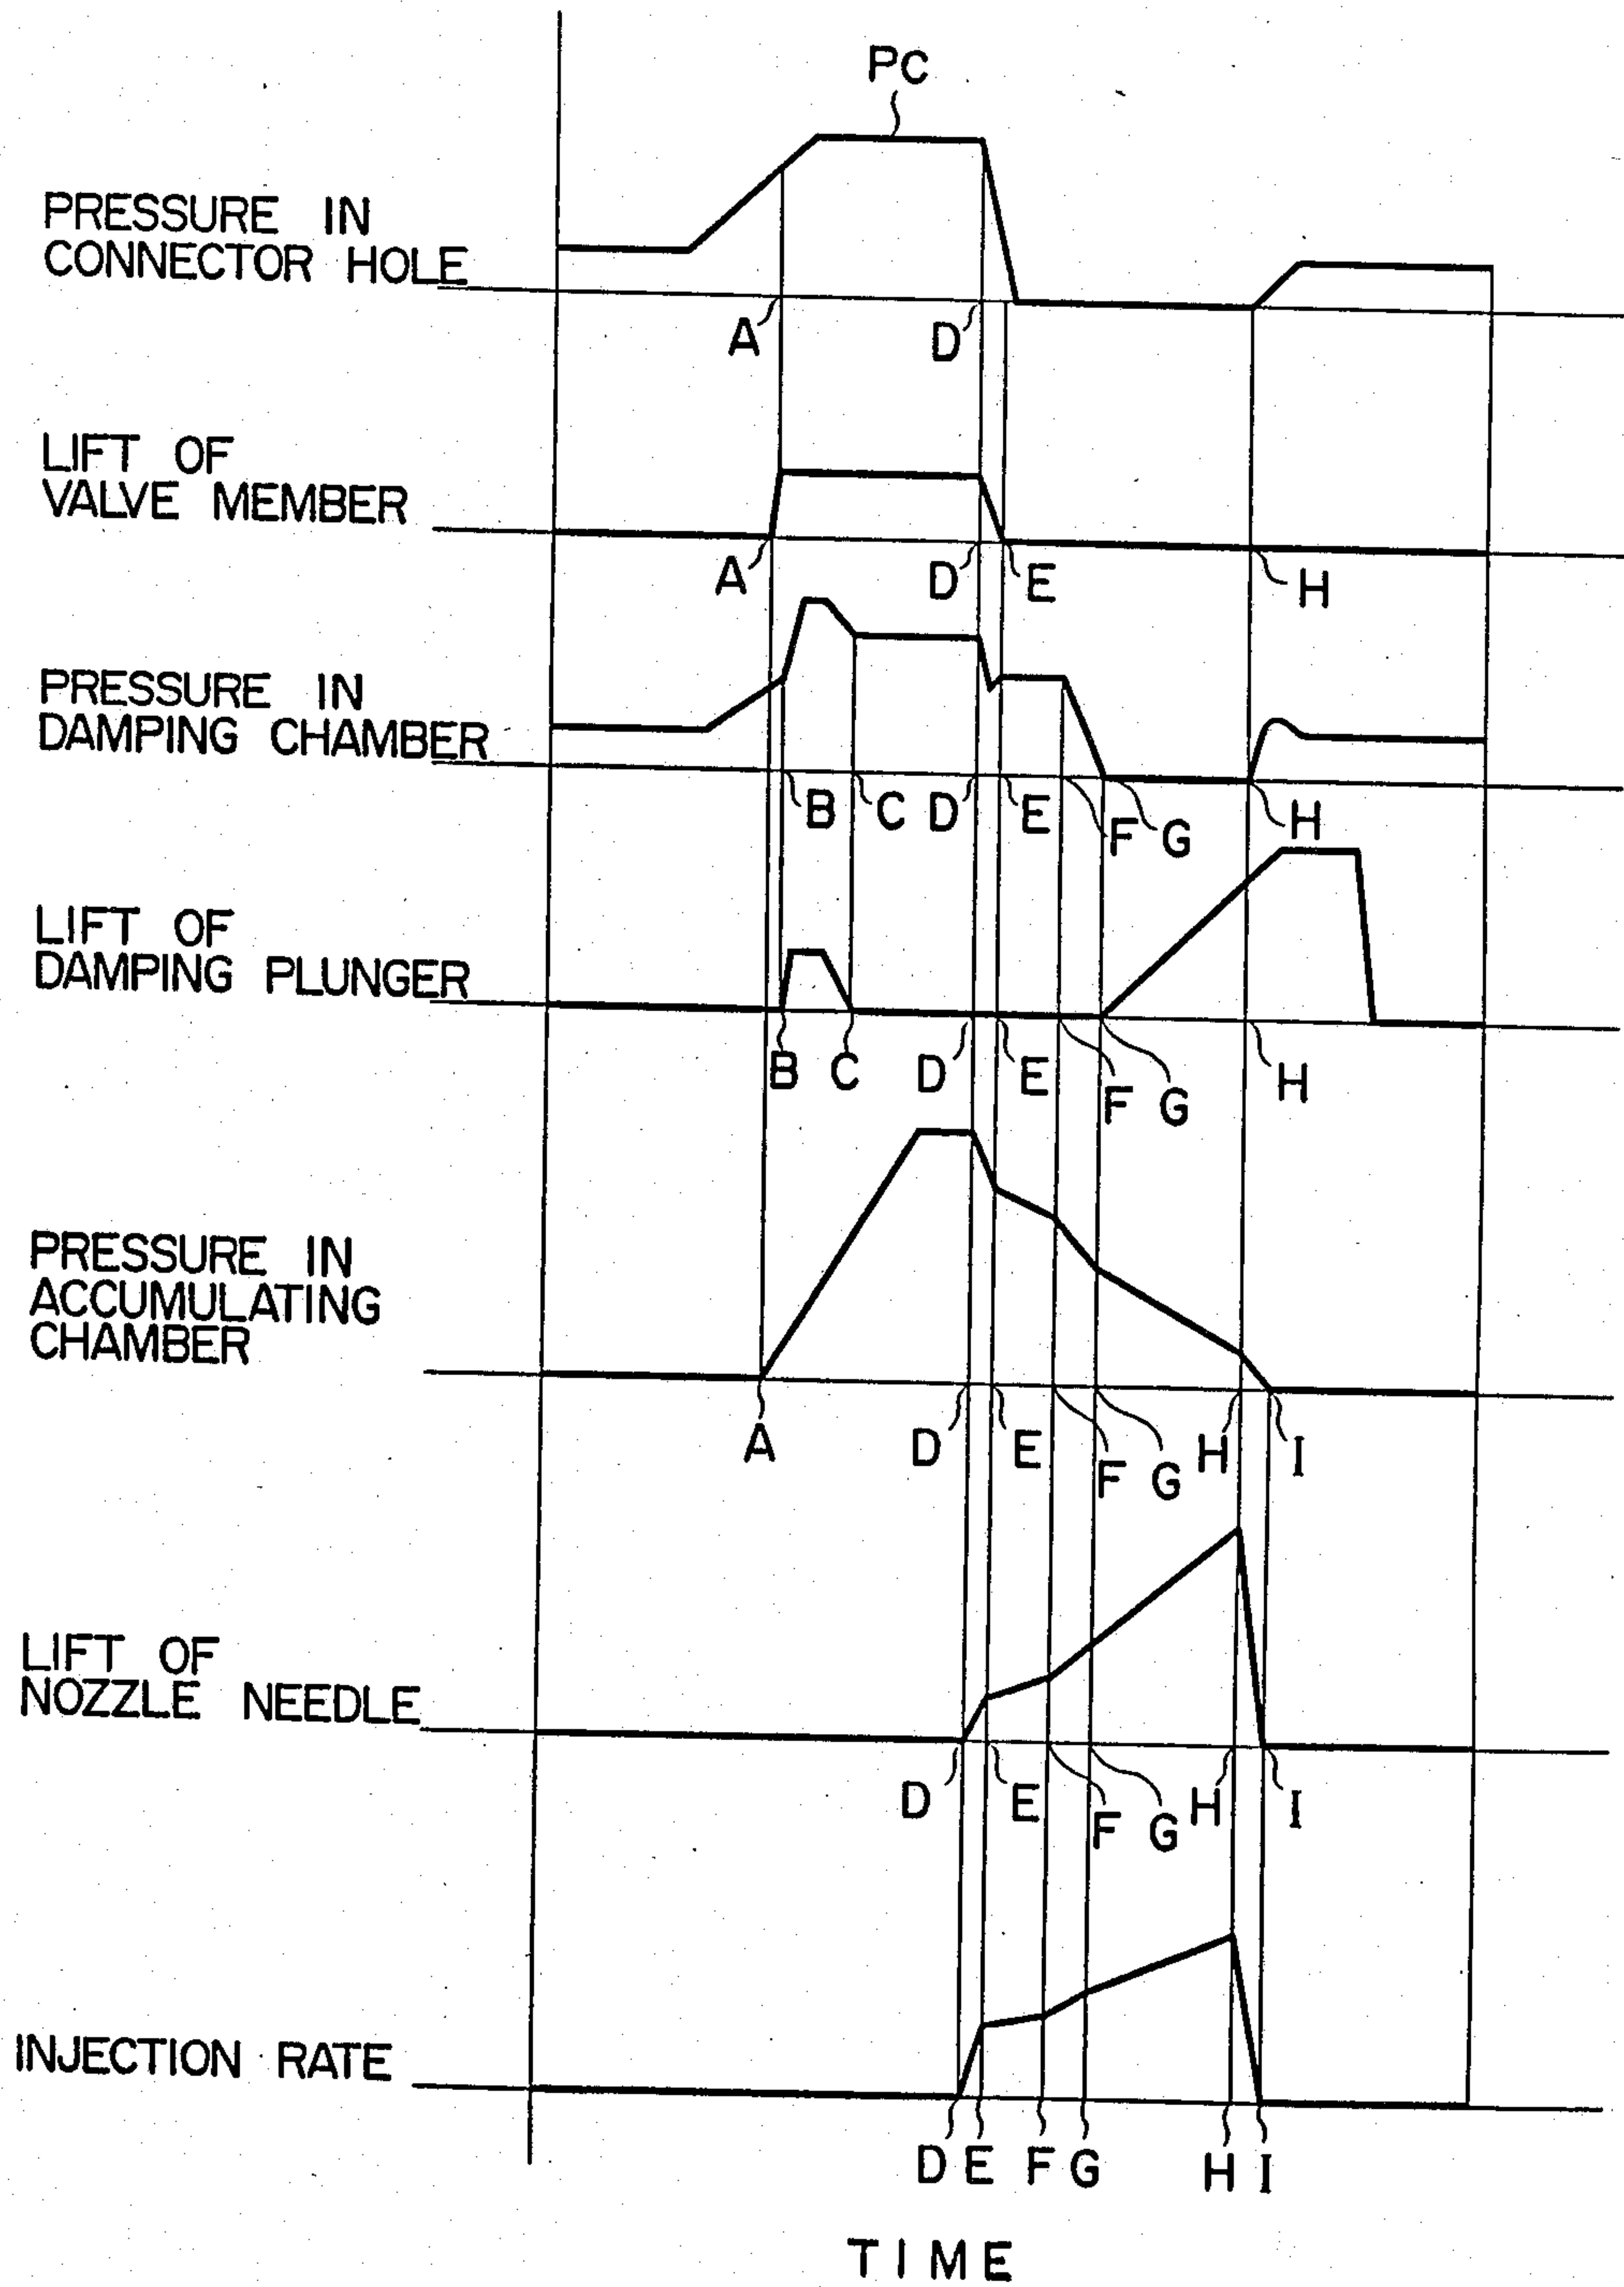 PC
PRESSURE IN
CONNECTOR HOLE
A D
LIFT OF
VALVE MEMBER
A D E H
PRESSURE IN
DAMPING CHAMBER
B C D E F G H
LIFT OF
DAMPING PLUNGER
B C D E F G H
PRESSURE IN
ACCUMULATING
CHAMBER
A D E F G H I
LIFT OF
NOZZLE NEEDLE
D E F G H I
INJECTION RATE
D E F G H I
TIME